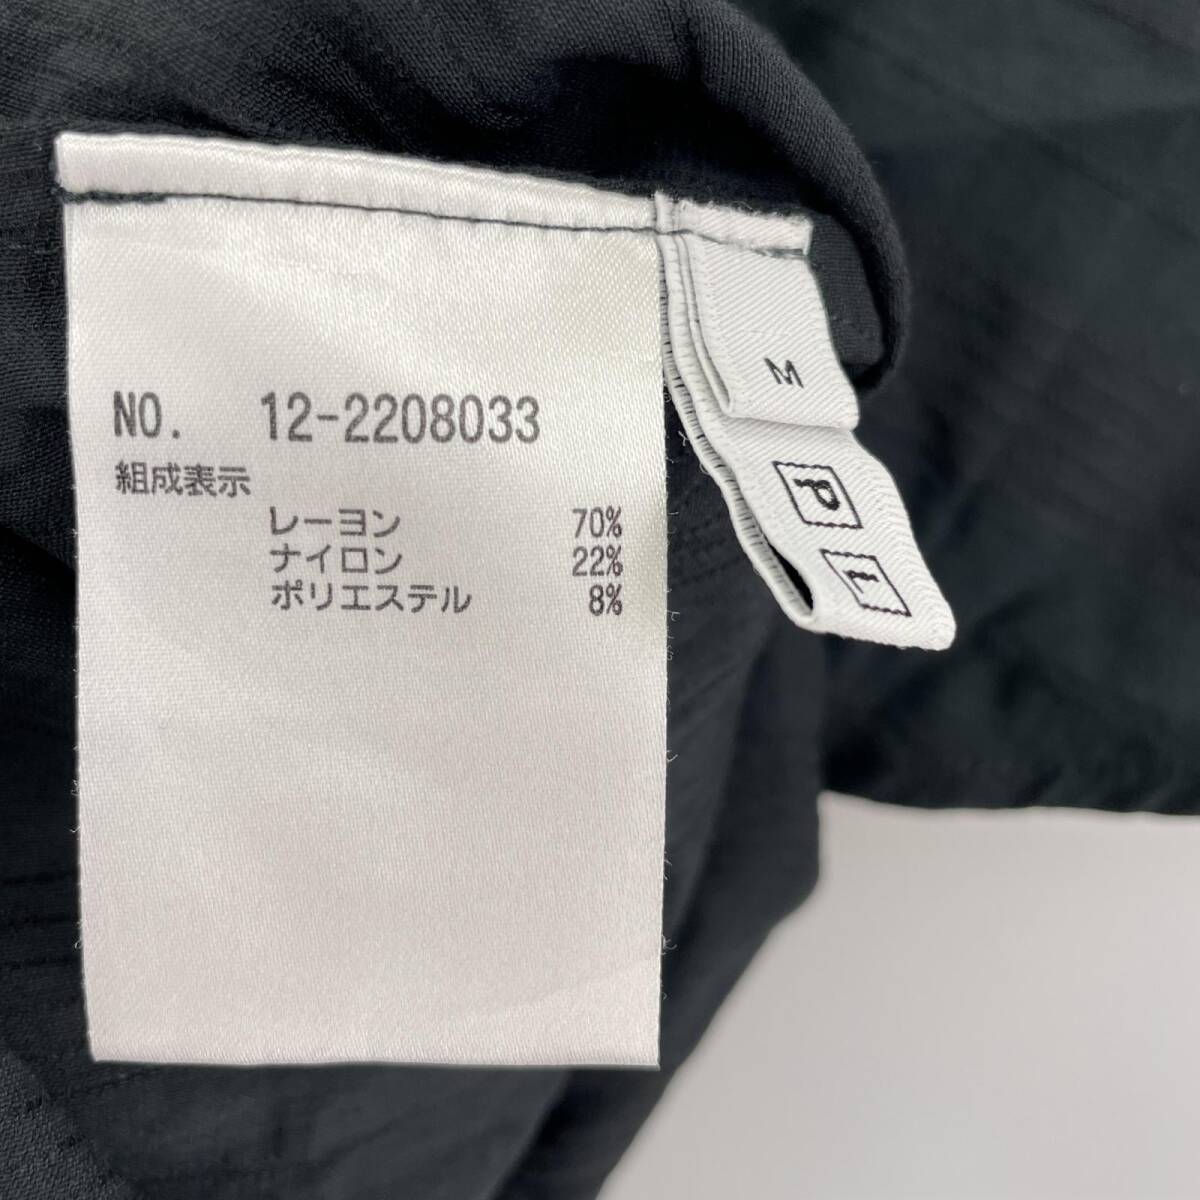 NO. 12-2208033
組成表示
レーヨン 70%
ナイロン 22%
ポリエステル 8%
M
P L